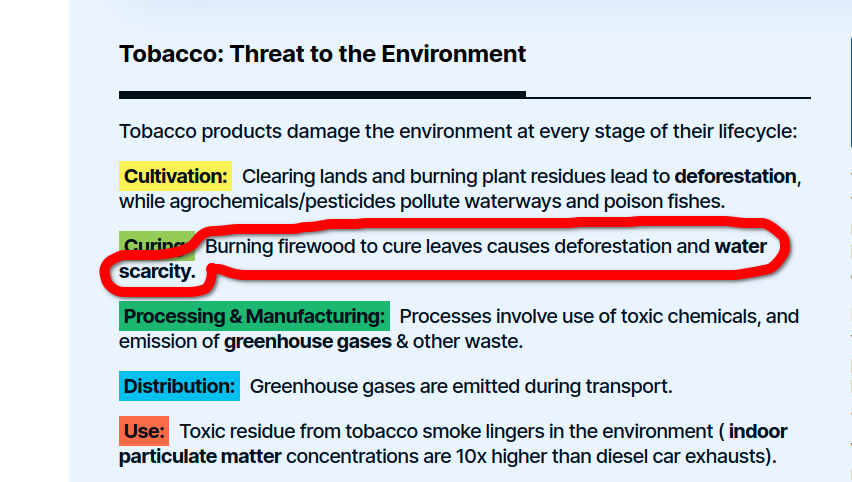 Tobacco: Threat to the Environment
Tobacco products damage the environment at every stage of their lifecycle:
Cultivation: Clearing lands and burning plant residues lead to deforestation,
while agrochemicals/pesticides pollute waterways and poison fishes.
Curing: Burning firewood to cure leaves causes deforestation and water
scarcity.
Processing & Manufacturing: Processes involve use of toxic chemicals, and
emission of greenhouse gases & other waste.
Distribution: Greenhouse gases are emitted during transport.
Use: Toxic residue from tobacco smoke lingers in the environment ( indoor
particulate matter concentrations are 10x higher than diesel car exhausts).